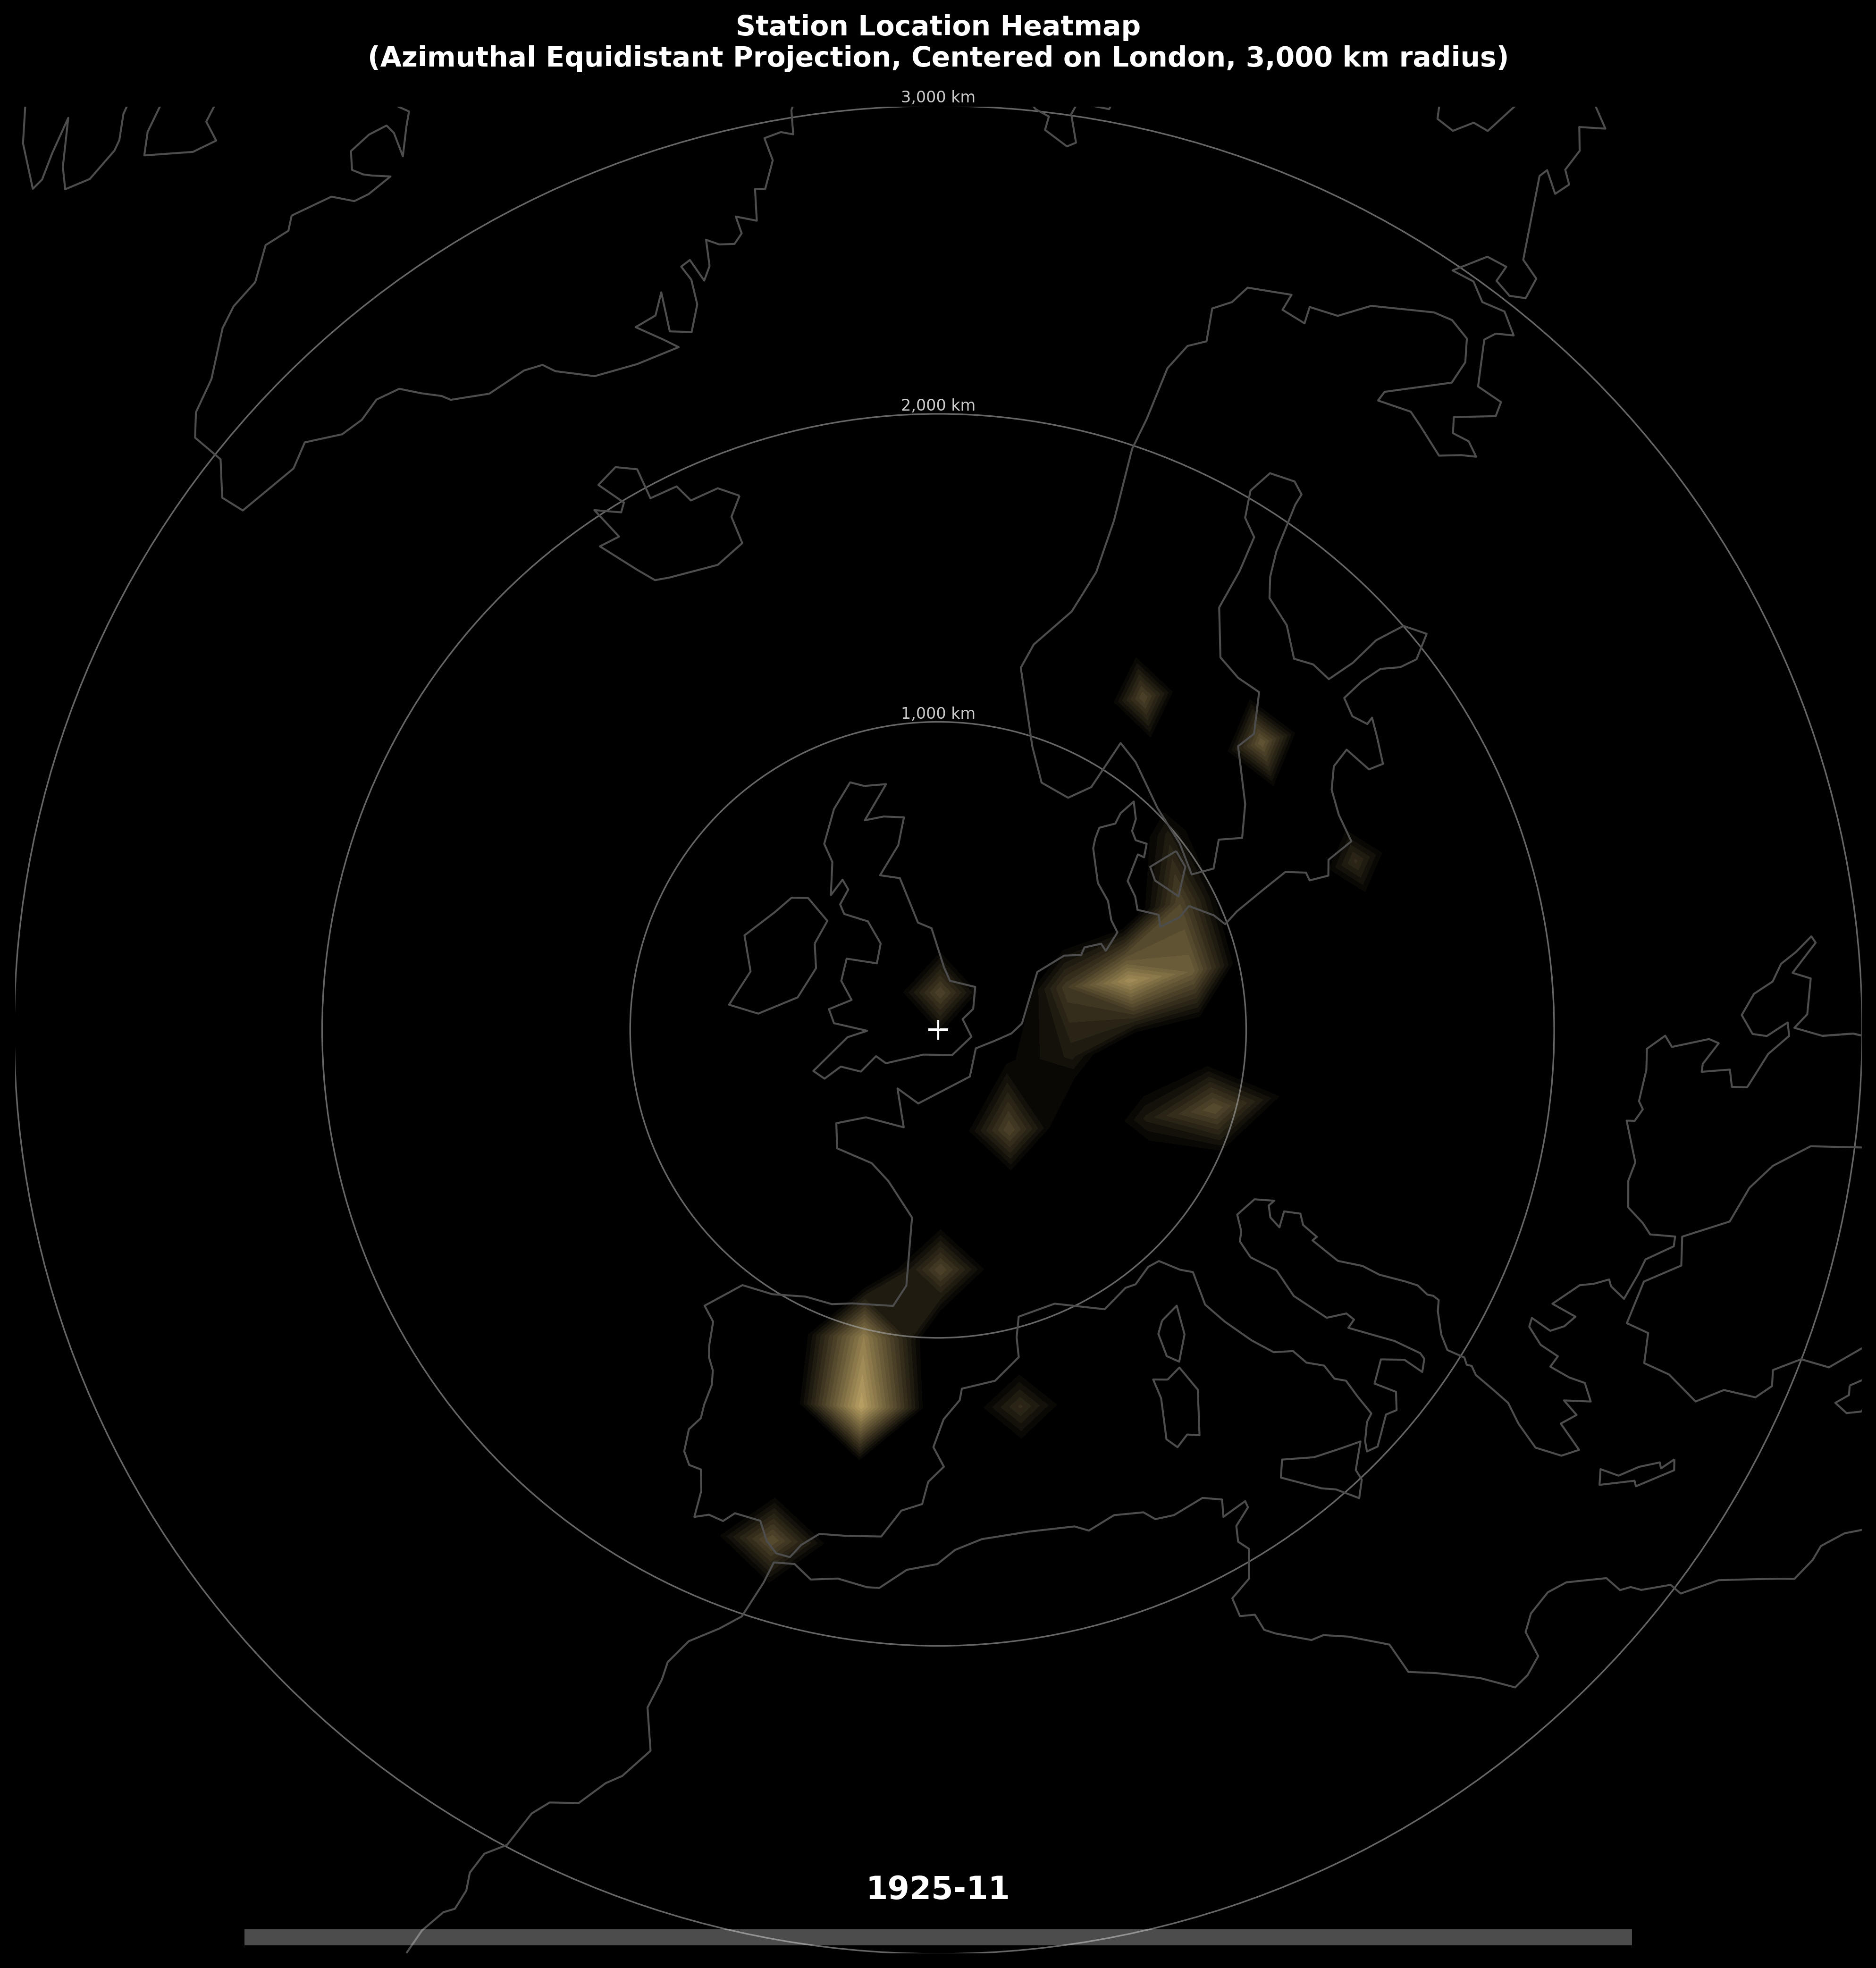 Station Location Heatmap
(Azimuthal Equidistant Projection, Centered on London, 3,000 km radius)
3,000 km
2,000 km
1,000 km
1925-11